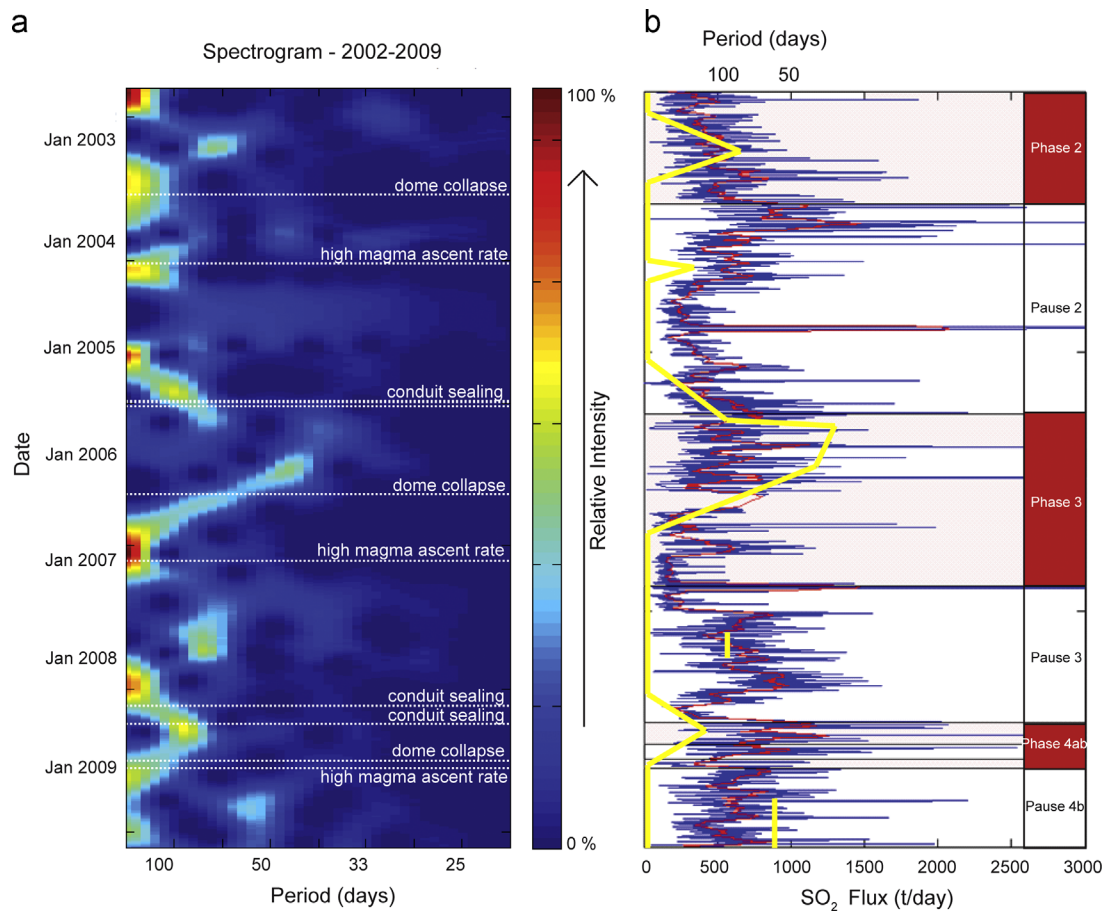 a
Spectrogram - 2002-2009
Date
Jan 2003
Jan 2004
Jan 2005
Jan 2006
Jan 2007
Jan 2008
Jan 2009
dome collapse
high magma ascent rate
conduit sealing
dome collapse
high magma ascent rate
conduit sealing
conduit sealing
dome collapse
high magma ascent rate
100 50 33 25
Period (days)
100 %
Relative Intensity
0 %
b
Period (days)
100 50
Phase 2
Pause 2
Phase 3
Pause 3
Phase 4ab
Pause 4b
0 500 1000 1500 2000 2500 3000
SO2 Flux (t/day)